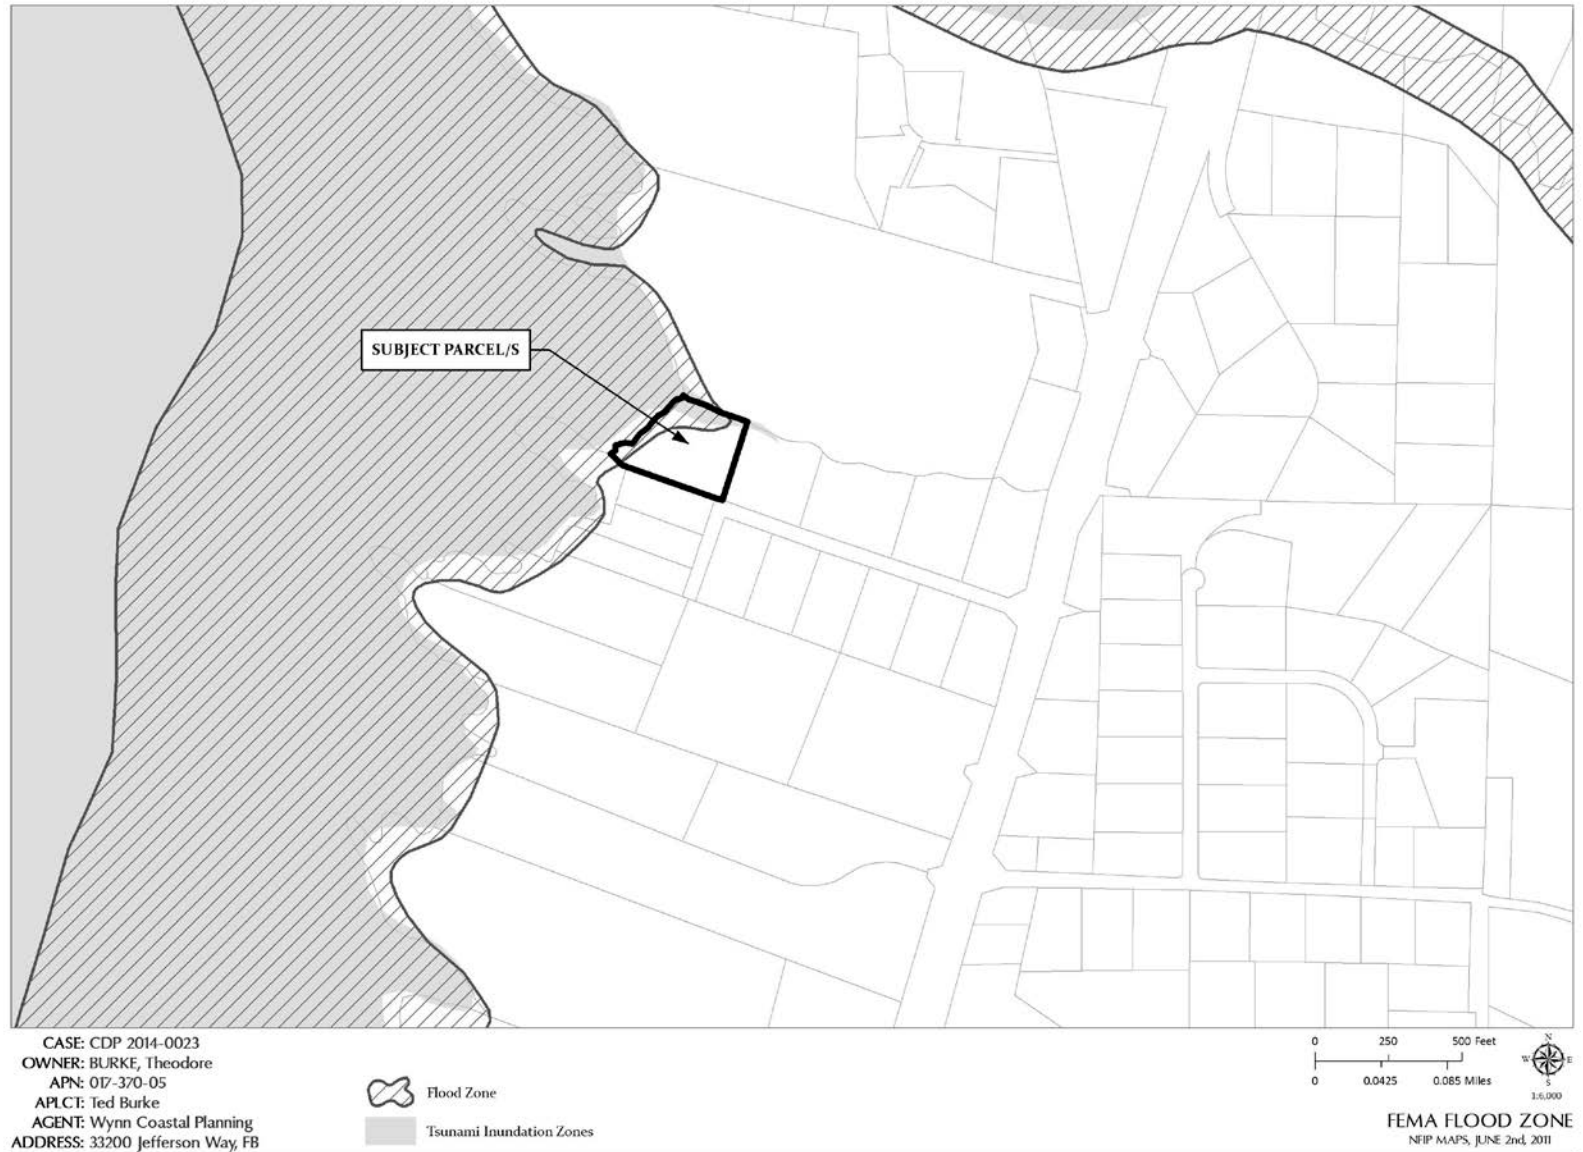 SUBJECT PARCEL/S
CASE: CDP 2014-0023
OWNER: BURKE, Theodore
APN: 017-370-05
APLCT: Ted Burke
AGENT: Wynn Coastal Planning
ADDRESS: 33200 Jefferson Way, FB
Flood Zone
Tsunami Inundation Zones
0 250 500 Feet
0 0.0425 0.085 Miles
N
W E
S
1:6,000
FEMA FLOOD ZONE
NFIP MAPS, JUNE 2nd, 2011